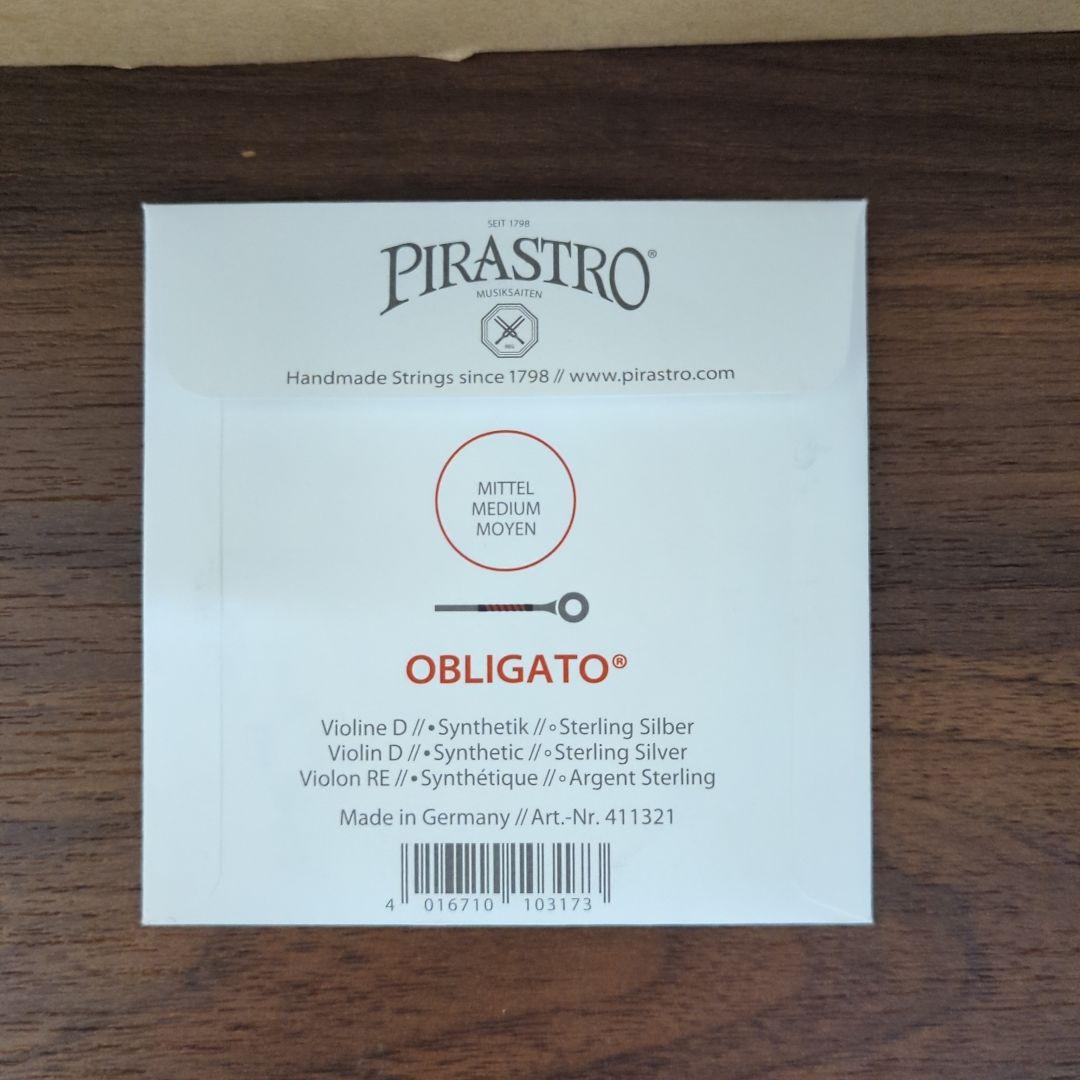 SEIT 1798
PIRASTRO®
MUSIKSAITEN
REG
Handmade Strings since 1798 // www.pirastro.com
MITTEL
MEDIUM
MOYEN
OBLIGATO®
Violine D //•Synthetik //◦Sterling Silber
Violin D //•Synthetic //◦Sterling Silver
Violon RE //•Synthétique //◦Argent Sterling
Made in Germany // Art.-Nr. 411321
4 016710 103173